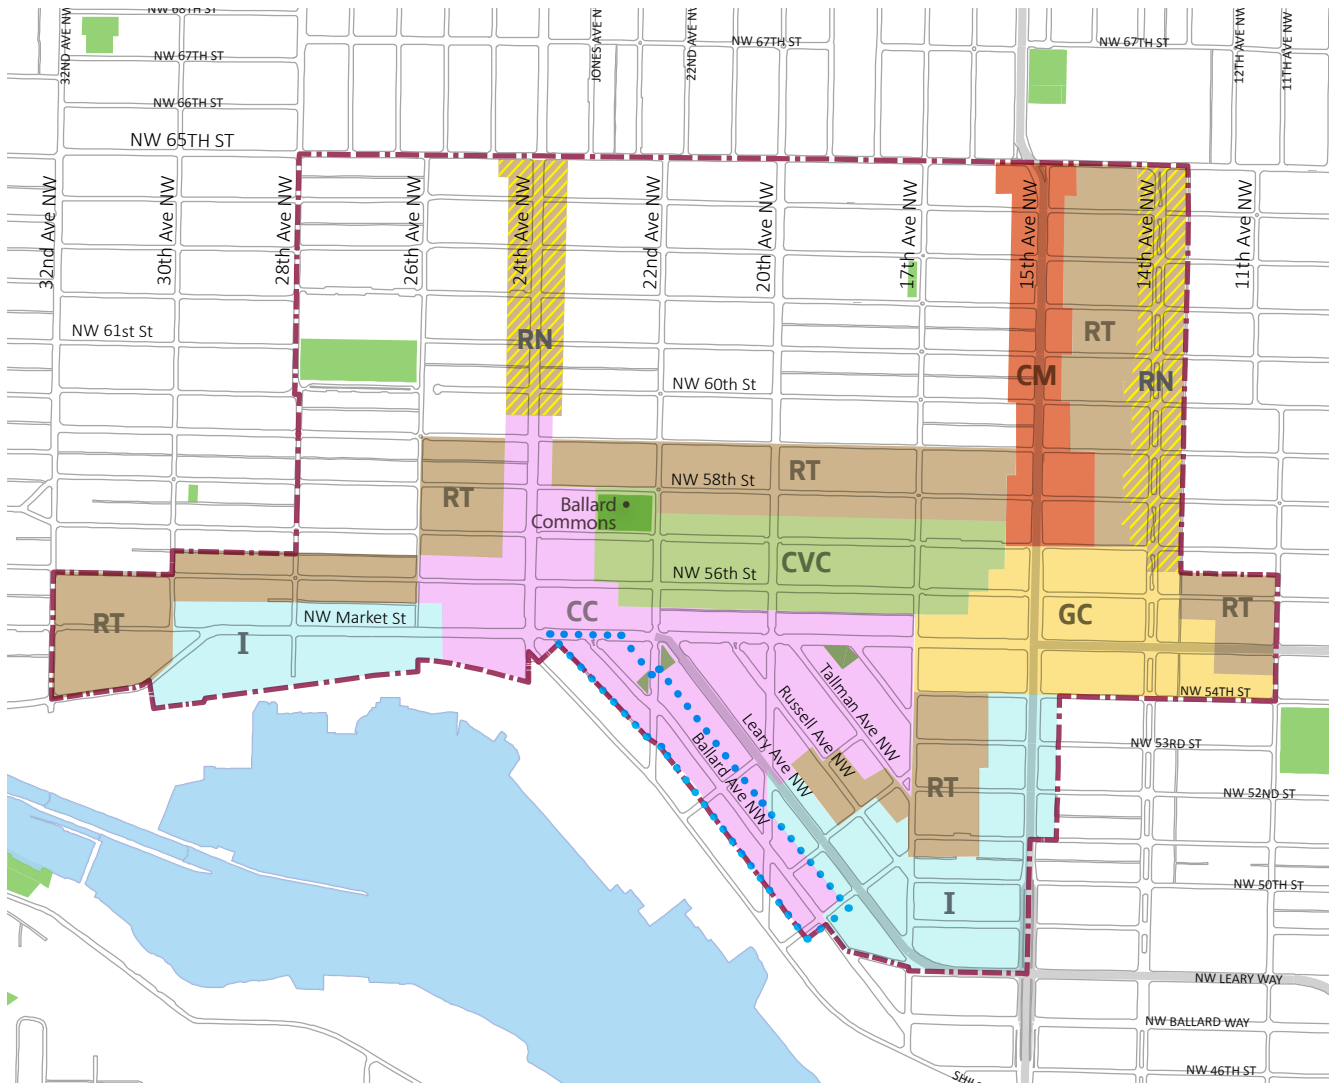 NW 68TH ST
32ND AVE NW
NW 67TH ST
JONES AVE N
22ND AVE N
NW 67TH ST
NW 67TH ST
12TH AVE NW
11TH AVE NW
NW 66TH ST
NW 65TH ST
32nd Ave NW
30th Ave NW
28th Ave NW
26th Ave NW
24th Ave NW
22nd Ave NW
20th Ave NW
17th Ave NW
15th Ave NW
14th Ave NW
11th Ave NW
NW 61st St
RN
RT
CM
RN
NW 60th St
RT
NW 58th St
RT
Ballard
Commons
CVC
NW 56th St
RT
I
NW Market St
CC
GC
RT
Tallman Ave NW
Russell Ave NW
Leary Ave NW
Ballard Ave NW
NW 54TH ST
NW 53RD ST
RT
NW 52ND ST
NW 50TH ST
I
NW LEARY WAY
NW BALLARD WAY
NW 46TH ST